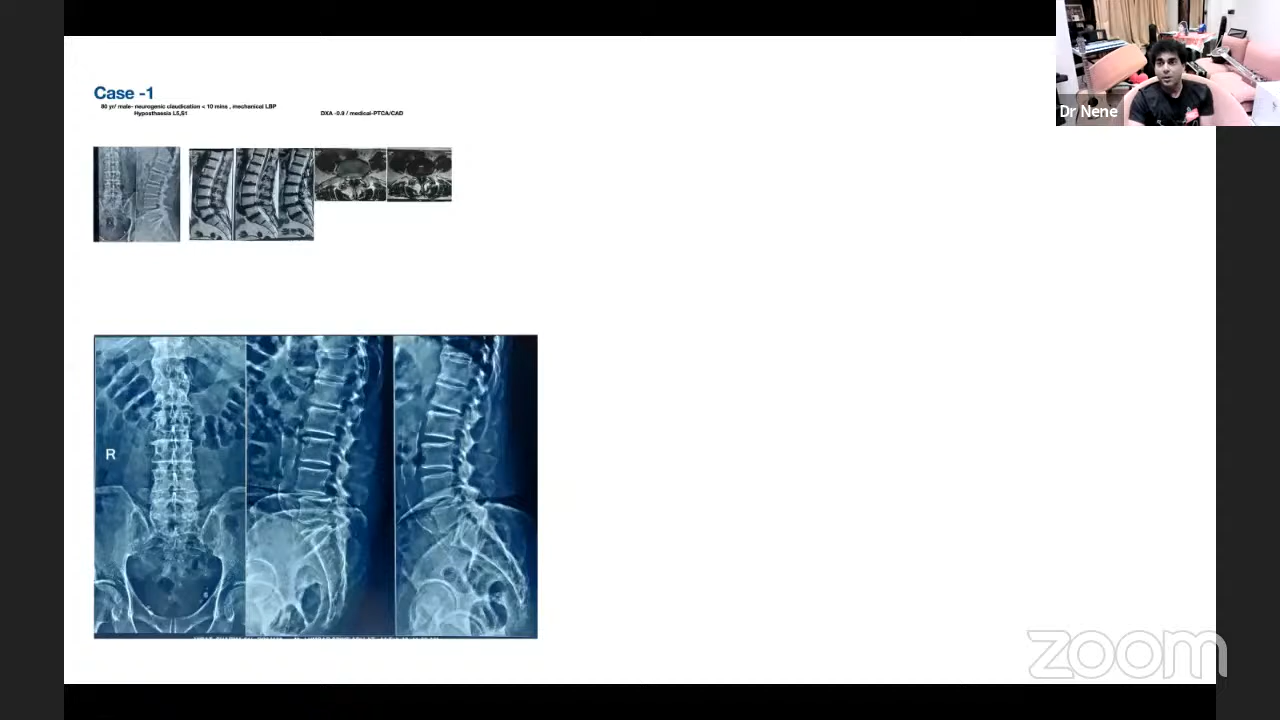 Case -1
80 yr/ male- neurogenic claudication < 10 mins , mechanical LBP
Hyposthesia L5,S1
DXA -0.9 / medical-PTCA/CAD
Dr Nene
R
zoom